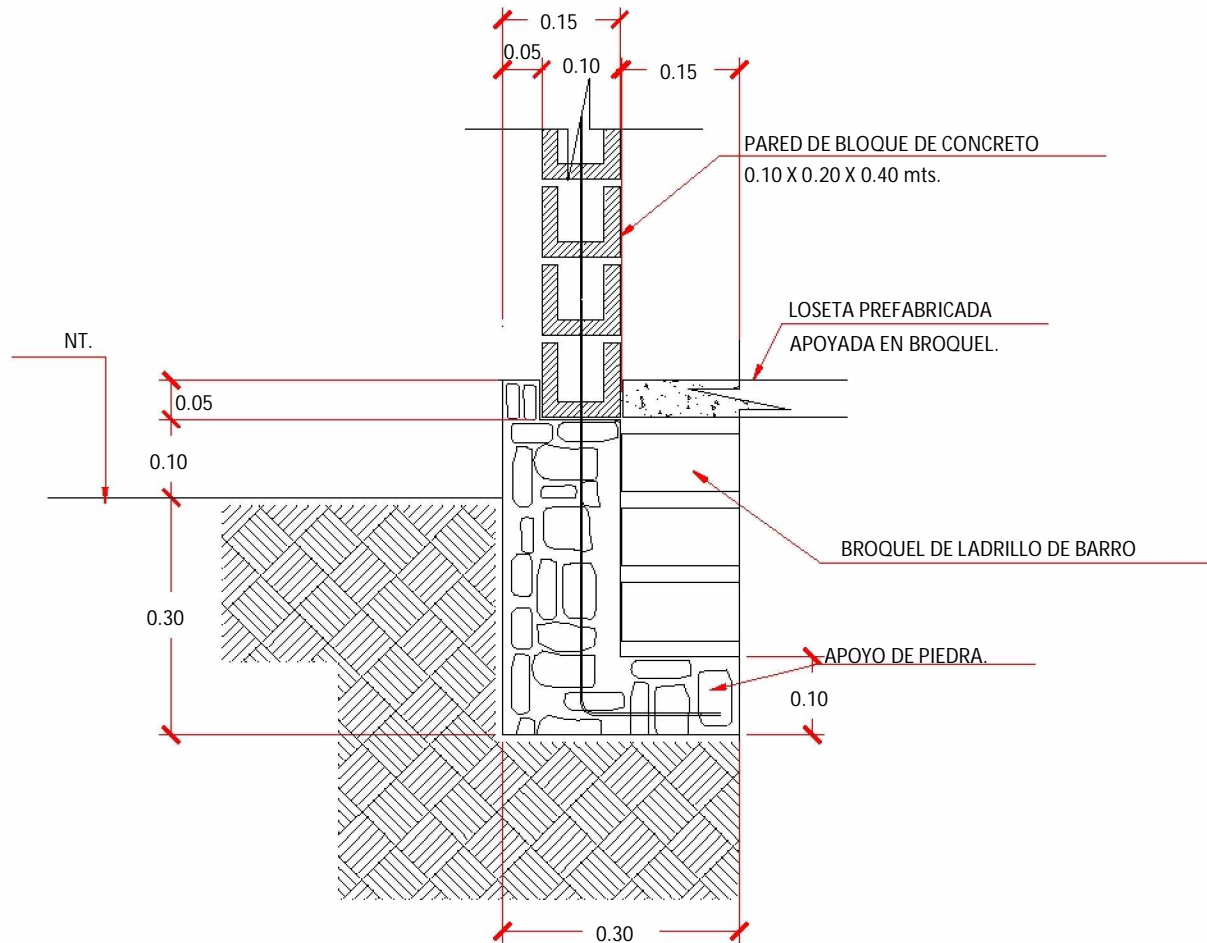 0.15
0.05
0.10
0.15
PARED DE BLOQUE DE CONCRETO
0.10 X 0.20 X 0.40 mts.
LOSETA PREFABRICADA
APOYADA EN BROQUEL.
NT.
0.05
0.10
BROQUEL DE LADRILLO DE BARRO
0.30
APOYO DE PIEDRA.
0.10
0.30